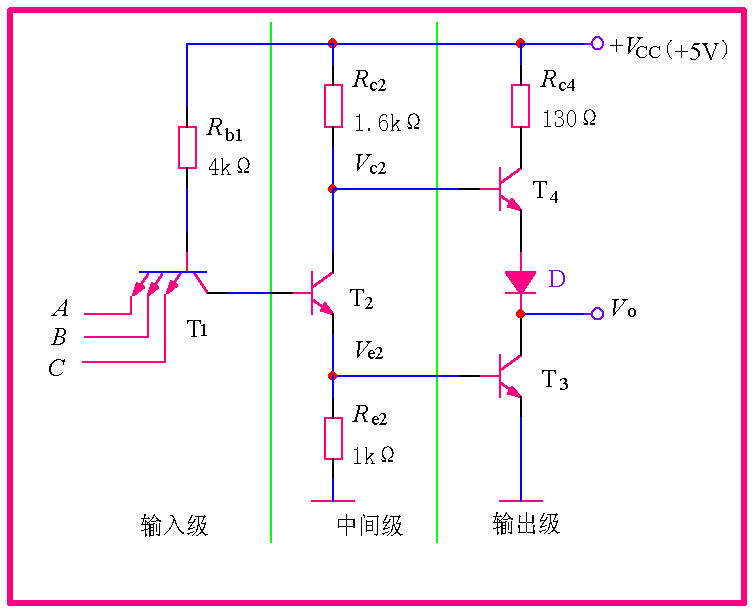 +VCC(+5V)
Rc2
Rc4
1.6kΩ
130Ω
Rb1
4kΩ
Vc2
T4
D
A
T1
T2
Vo
B
C
Ve2
T3
Re2
1kΩ
输入级
中间级
输出级